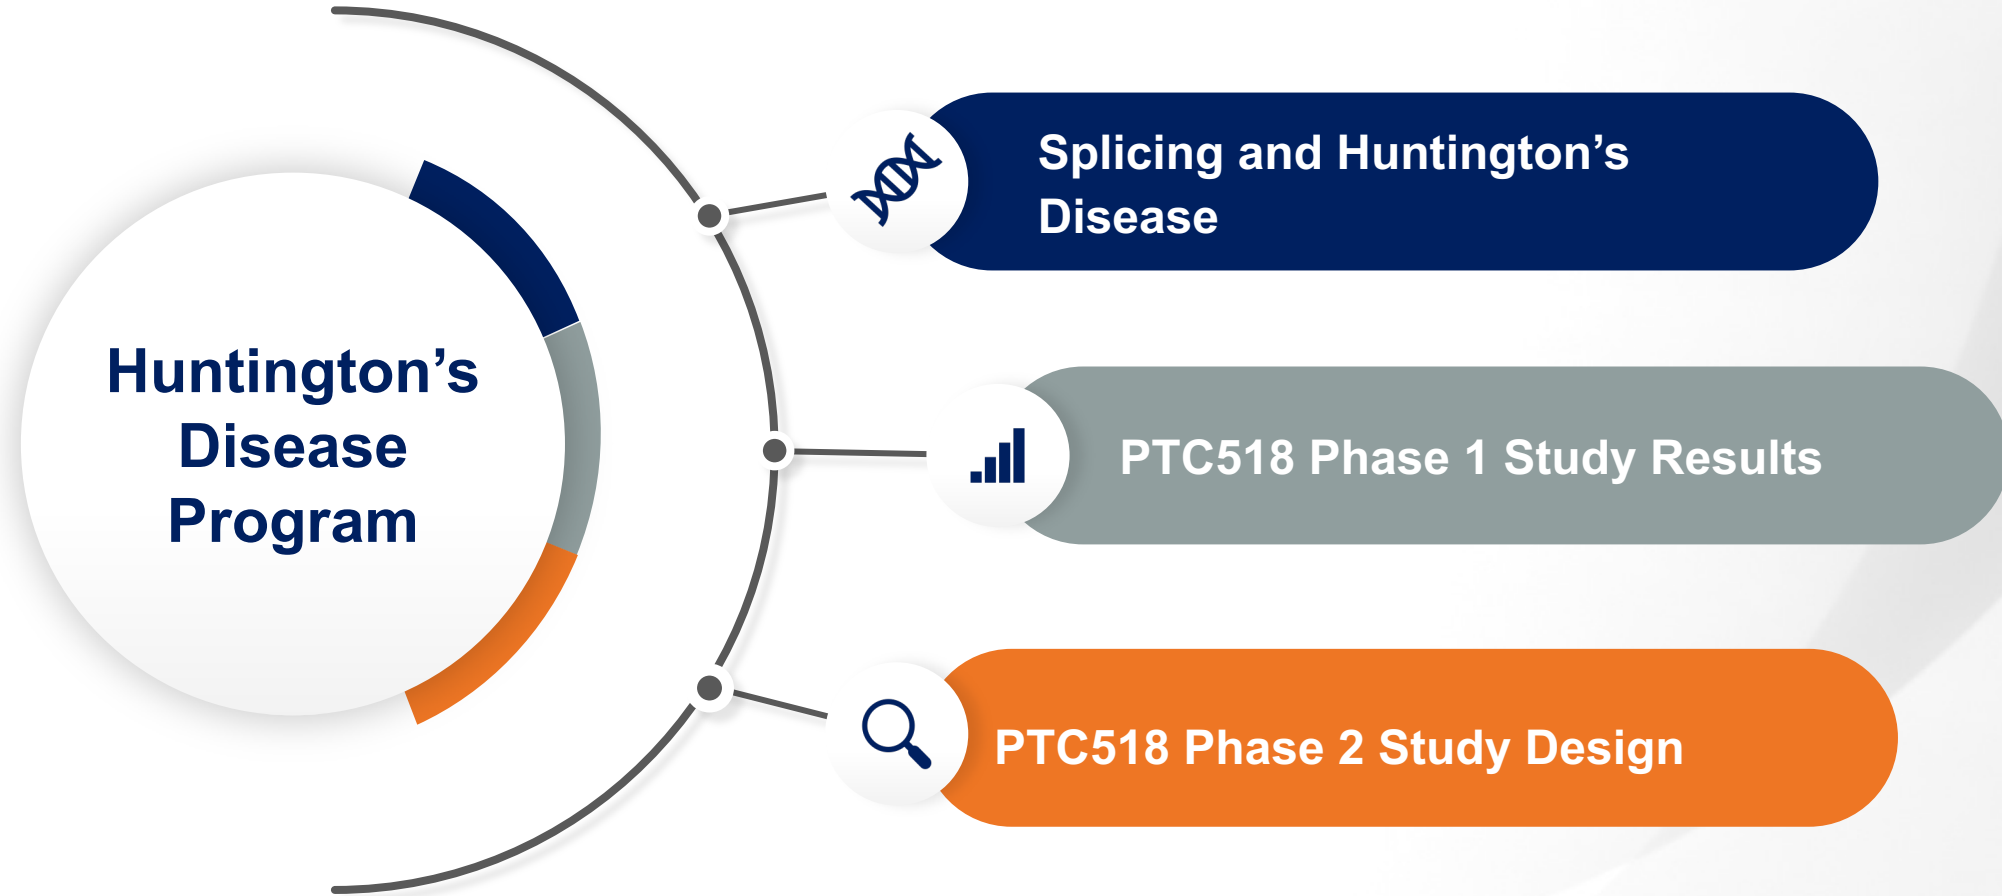 Huntington’s
Disease
Program
Splicing and Huntington’s
Disease
PTC518 Phase 1 Study Results
PTC518 Phase 2 Study Design